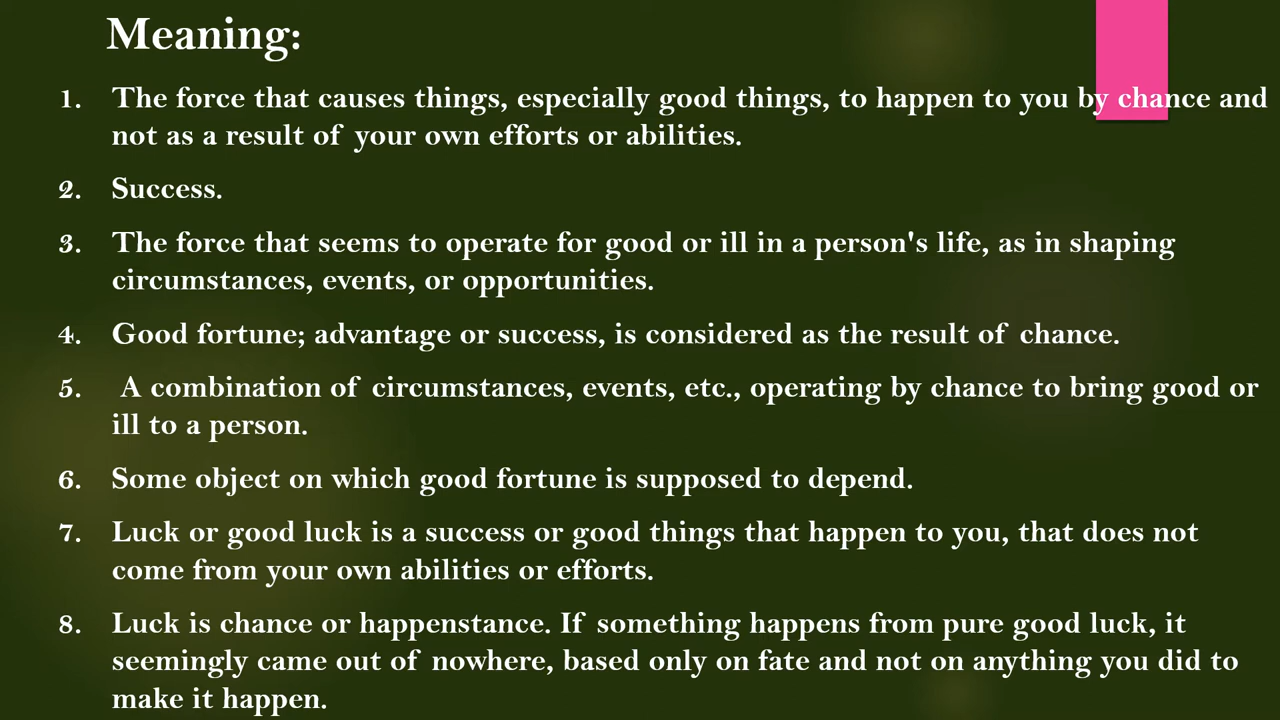 Meaning:
1. The force that causes things, especially good things, to happen to you by chance and
not as a result of your own efforts or abilities.
2. Success.
3. The force that seems to operate for good or ill in a person's life, as in shaping
circumstances, events, or opportunities.
4. Good fortune; advantage or success, is considered as the result of chance.
5. A combination of circumstances, events, etc., operating by chance to bring good or
ill to a person.
6. Some object on which good fortune is supposed to depend.
7. Luck or good luck is a success or good things that happen to you, that does not
come from your own abilities or efforts.
8. Luck is chance or happenstance. If something happens from pure good luck, it
seemingly came out of nowhere, based only on fate and not on anything you did to
make it happen.